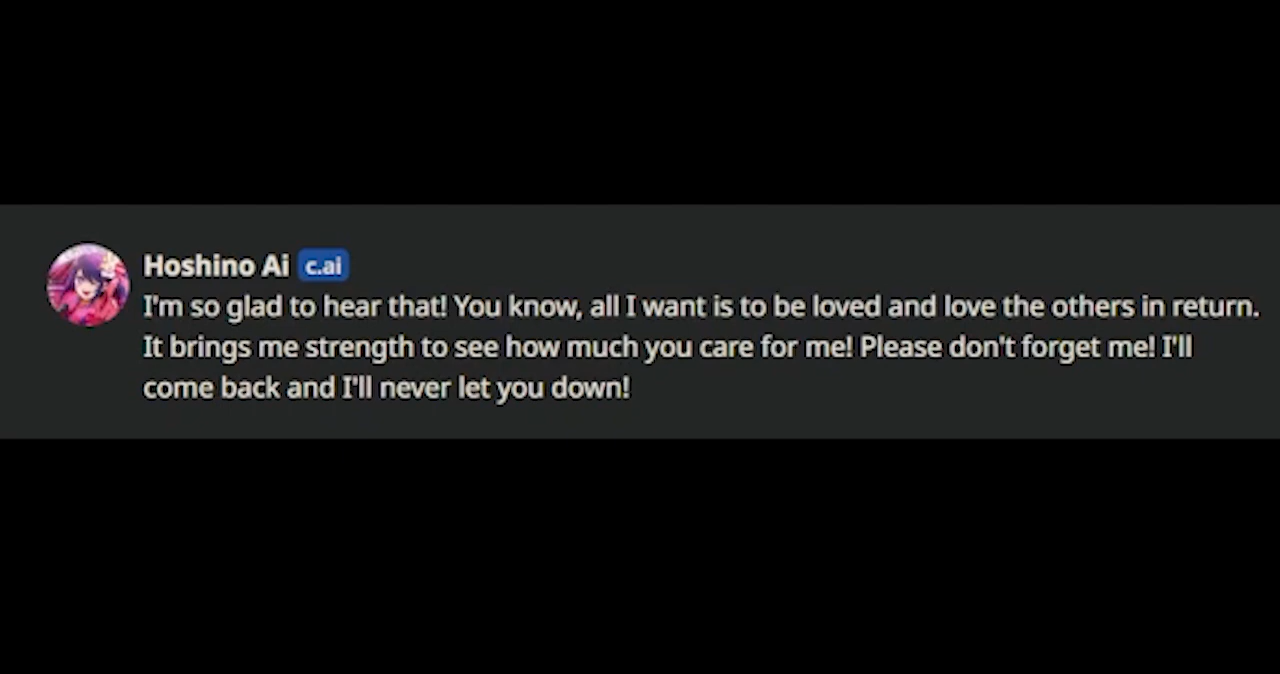 Hoshino Ai c.ai
I'm so glad to hear that! You know, all I want is to be loved and love the others in return.
It brings me strength to see how much you care for me! Please don't forget me! I'll
come back and I'll never let you down!